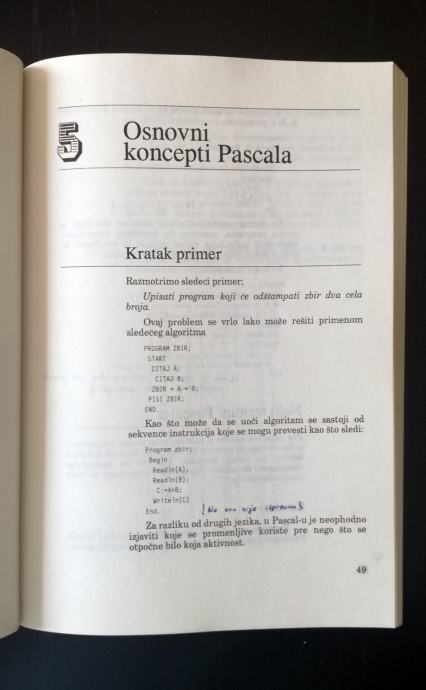 5
Osnovni
koncepti Pascala
Kratak primer
Razmotrimo sledeći primer:
Upisati program koji će odštampati zbir dva cela
broja.
Ovaj problem se vrlo lako može rešiti primenom
sledećeg algoritma
PROGRAM ZBIR;
START
CITAJ A;
CITAJ B;
ZBIR = A + B;
PISI ZBIR;
END.
Kao što može da se uoči algoritam se sastoji od
sekvence instrukcija koje se mogu prevesti kao što sledi:
Program zbir;
Begin
Readln(A);
Readln(B);
C:=A+B;
Writeln(C)
End. {No ovo nije ispravno}
Za razliku od drugih jezika, u Pascal-u je neophodno
izjaviti koje se promenljive koriste pre nego što se
otpočne bilo koja aktivnost.
49